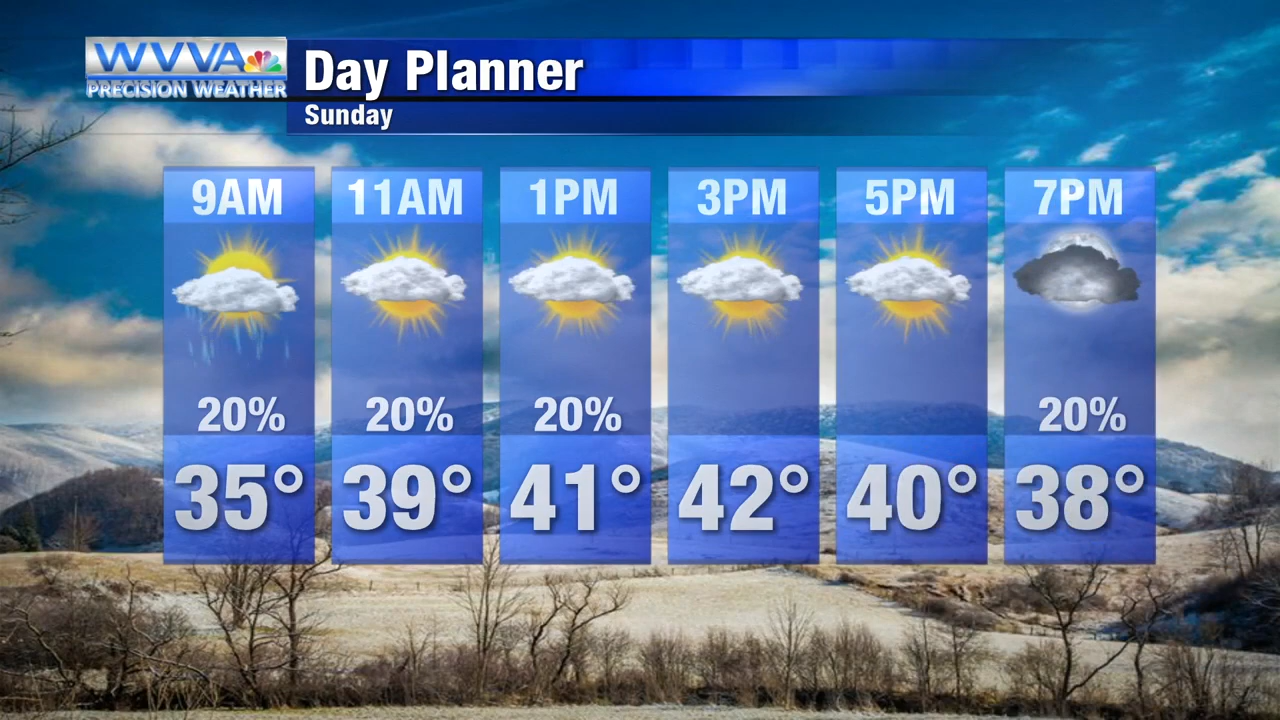 WVVA
PRECISION WEATHER
Day Planner
Sunday
9AM 11AM 1PM 3PM 5PM 7PM
20% 20% 20% 20%
35° 39° 41° 42° 40° 38°